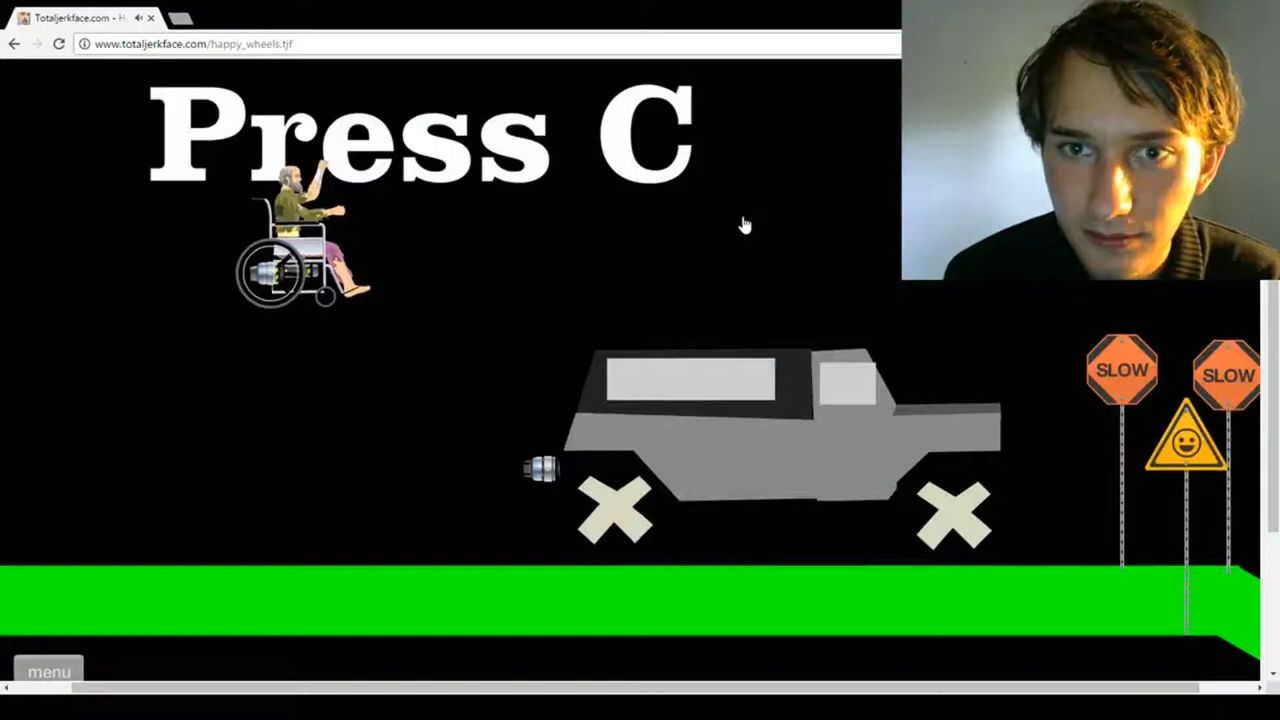 Totaljerkface.com - H
www.totaljerkface.com/happy_wheels.tjf
Press C
SLOW
SLOW
menu